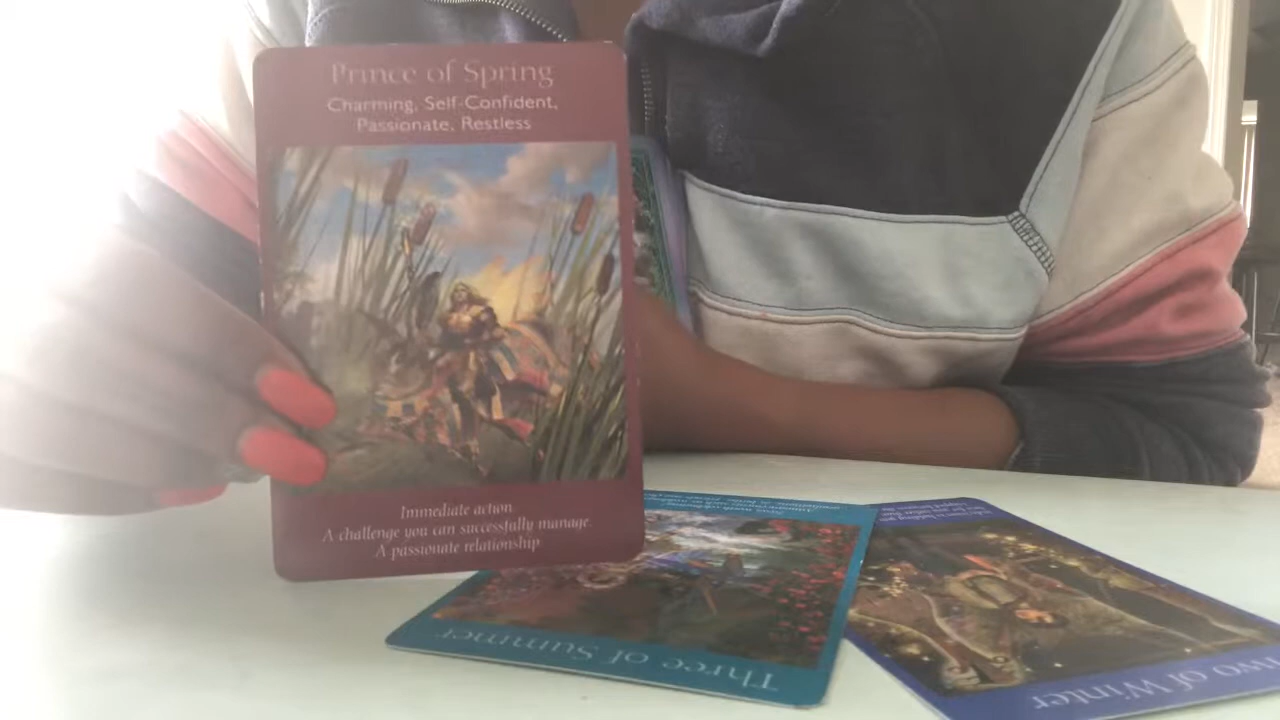 Prince of Spring
Charming, Self-Confident,
Passionate, Restless
Immediate action.
A challenge you can successfully manage.
A passionate relationship.
Three of Summer
Two of Winter